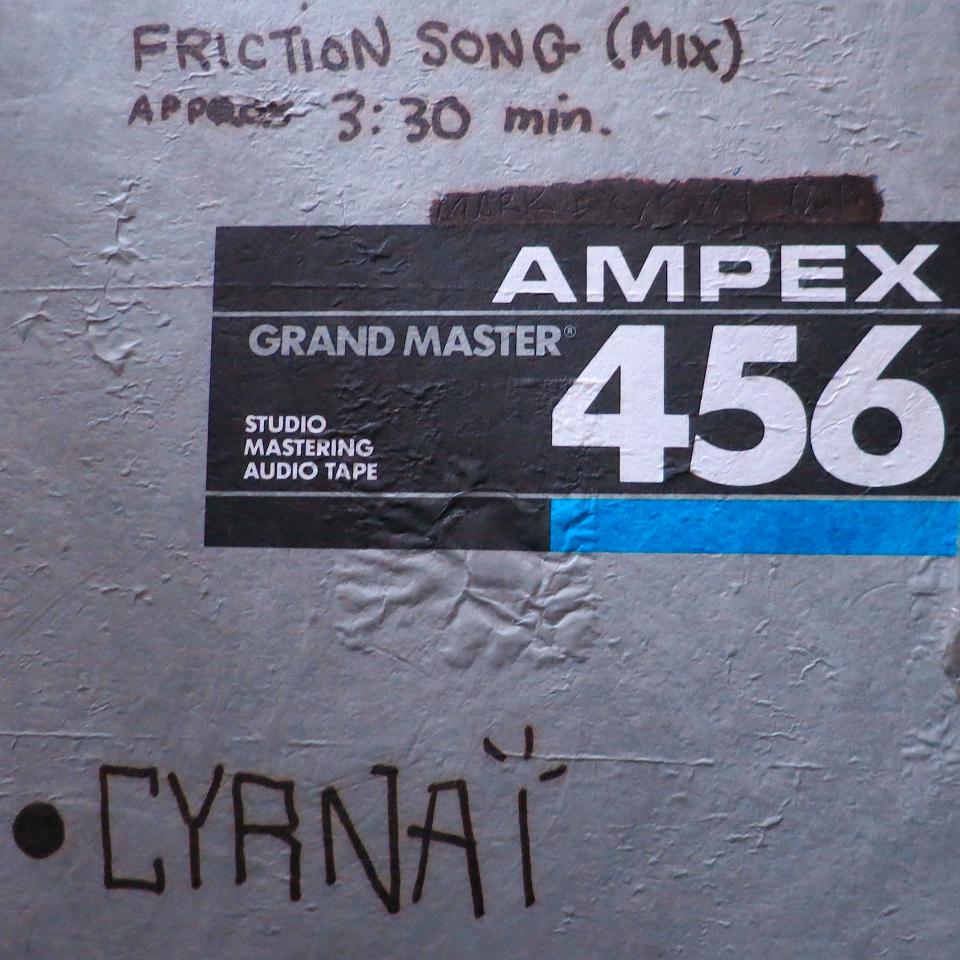 FRICTION SONG (MIX)
APPROX 3:30 min.
AMPEX
GRAND MASTER® 456
STUDIO
MASTERING
AUDIO TAPE
• CYRNAÏ